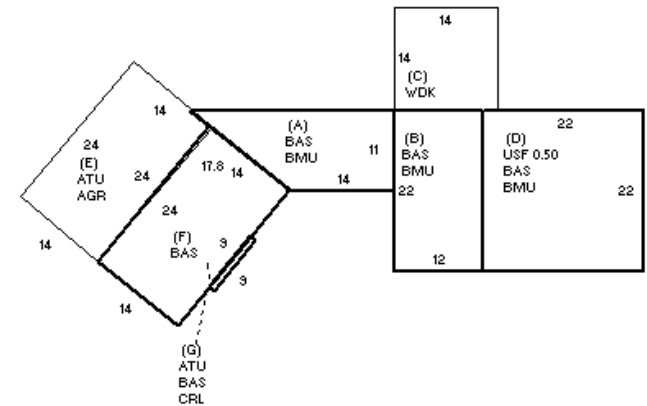 14
14
(C)
WDK
14
(A)
BAS
BMU
11
14
17.8
14
24
(E)
ATU
AGR
24
24
(F)
BAS
9
9
14
14
(B)
BAS
BMU
22
12
22
(D)
USF 0.50
BAS
BMU
22
(G)
ATU
BAS
CRL